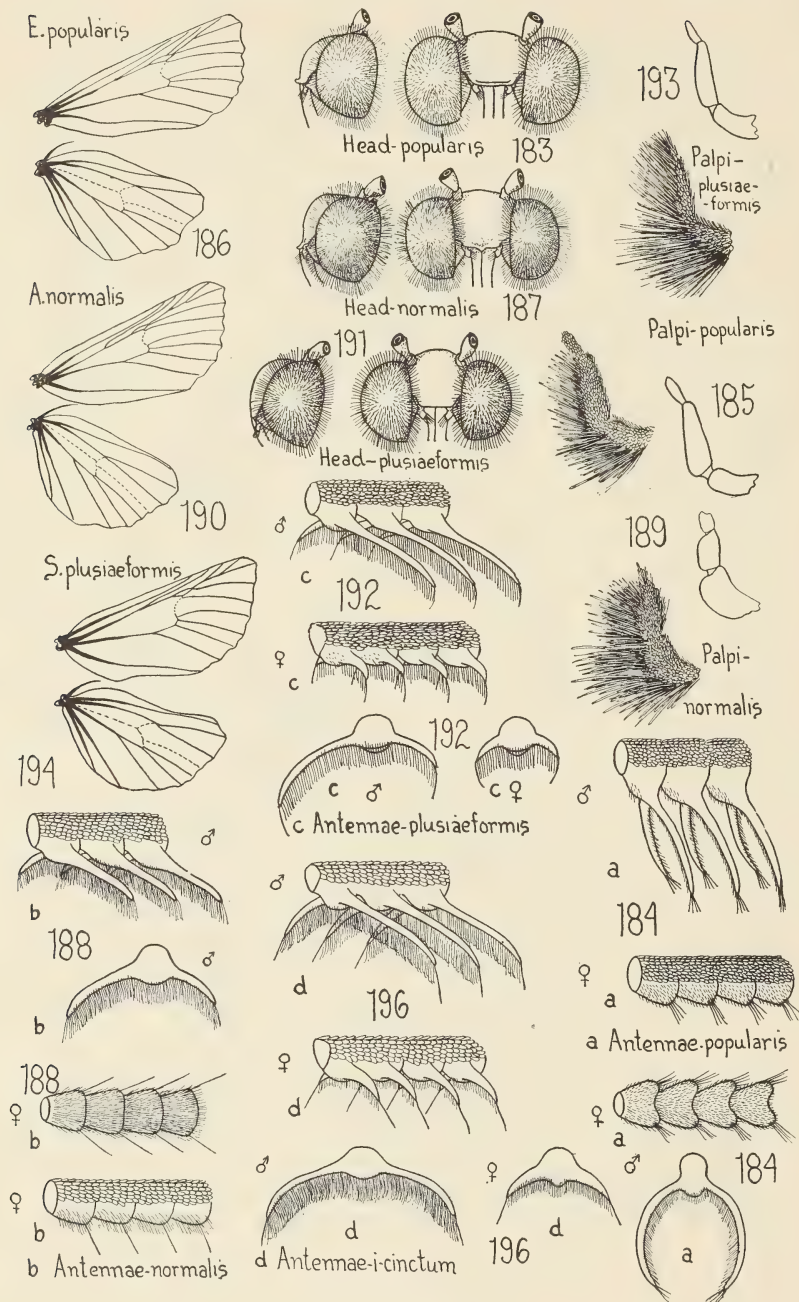 E. popularis
186
A. normalis
190
S. plusiaeformis
194
♂
b
188
♂
b
188
♀
b
♀
b
b Antennae-normalis
Head-popularis 183
Head-normalis 187
191
Head-plusiaeformis
♂
c
192
♀
c
192
c ♂
c ♀
c Antennae-plusiaeformis
♂
d
196
♀
d
♂
d
♀
d
196
d Antennae-i-cinctum
193
Palpi-
plusiae-
-formis
Palpi-popularis
185
189
Palpi-
normalis
♂
a
184
♀
a
a Antennae-popularis
♀
a
♂
184
a